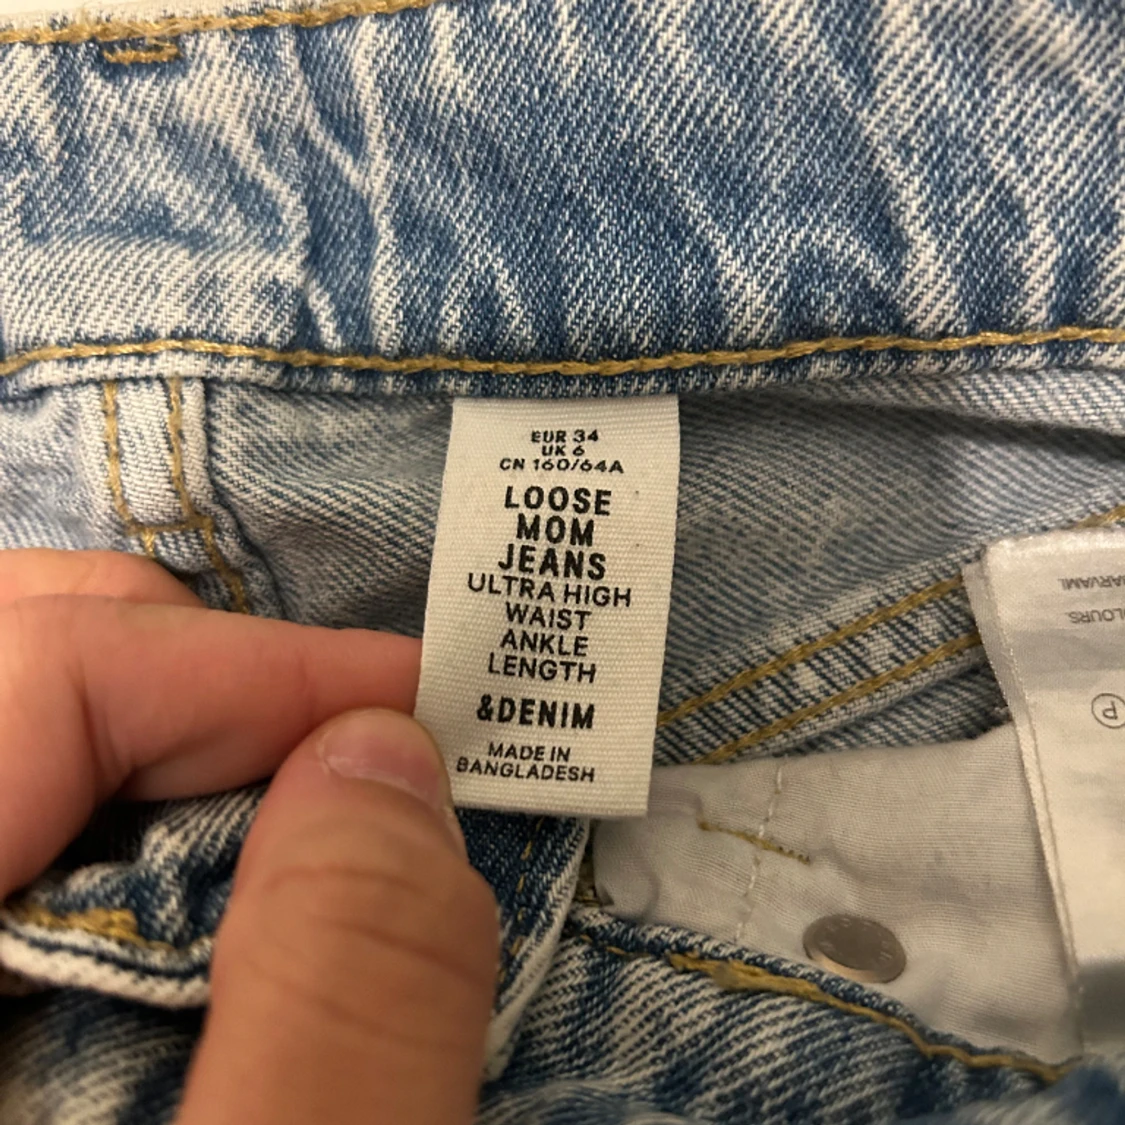 EUR 34
UK 6
CN 160/64A
LOOSE
MOM
JEANS
ULTRA HIGH
WAIST
ANKLE
LENGTH
&DENIM
MADE IN
BANGLADESH
P